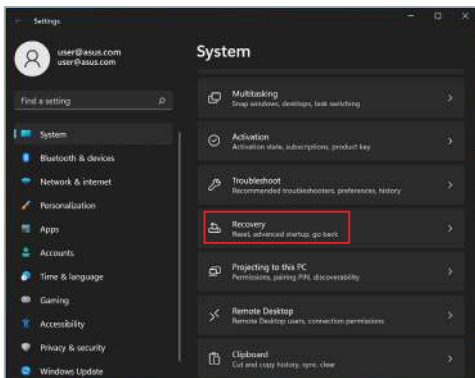 Settings
user@asus.com
user@asus.com
Find a setting
System
Bluetooth & devices
Network & internet
Personalization
Apps
Accounts
Time & language
Gaming
Accessibility
Privacy & security
Windows Update
System
Multitasking
Snap windows, desktops, task switching
Activation
Activation state, subscriptions, product key
Troubleshoot
Recommended troubleshooters, preferences, history
Recovery
Reset, advanced startup, go back
Projecting to this PC
Permissions, pairing PIN, discoverability
Remote Desktop
Remote Desktop users, connection permissions
Clipboard
Cut and copy history, sync, clear